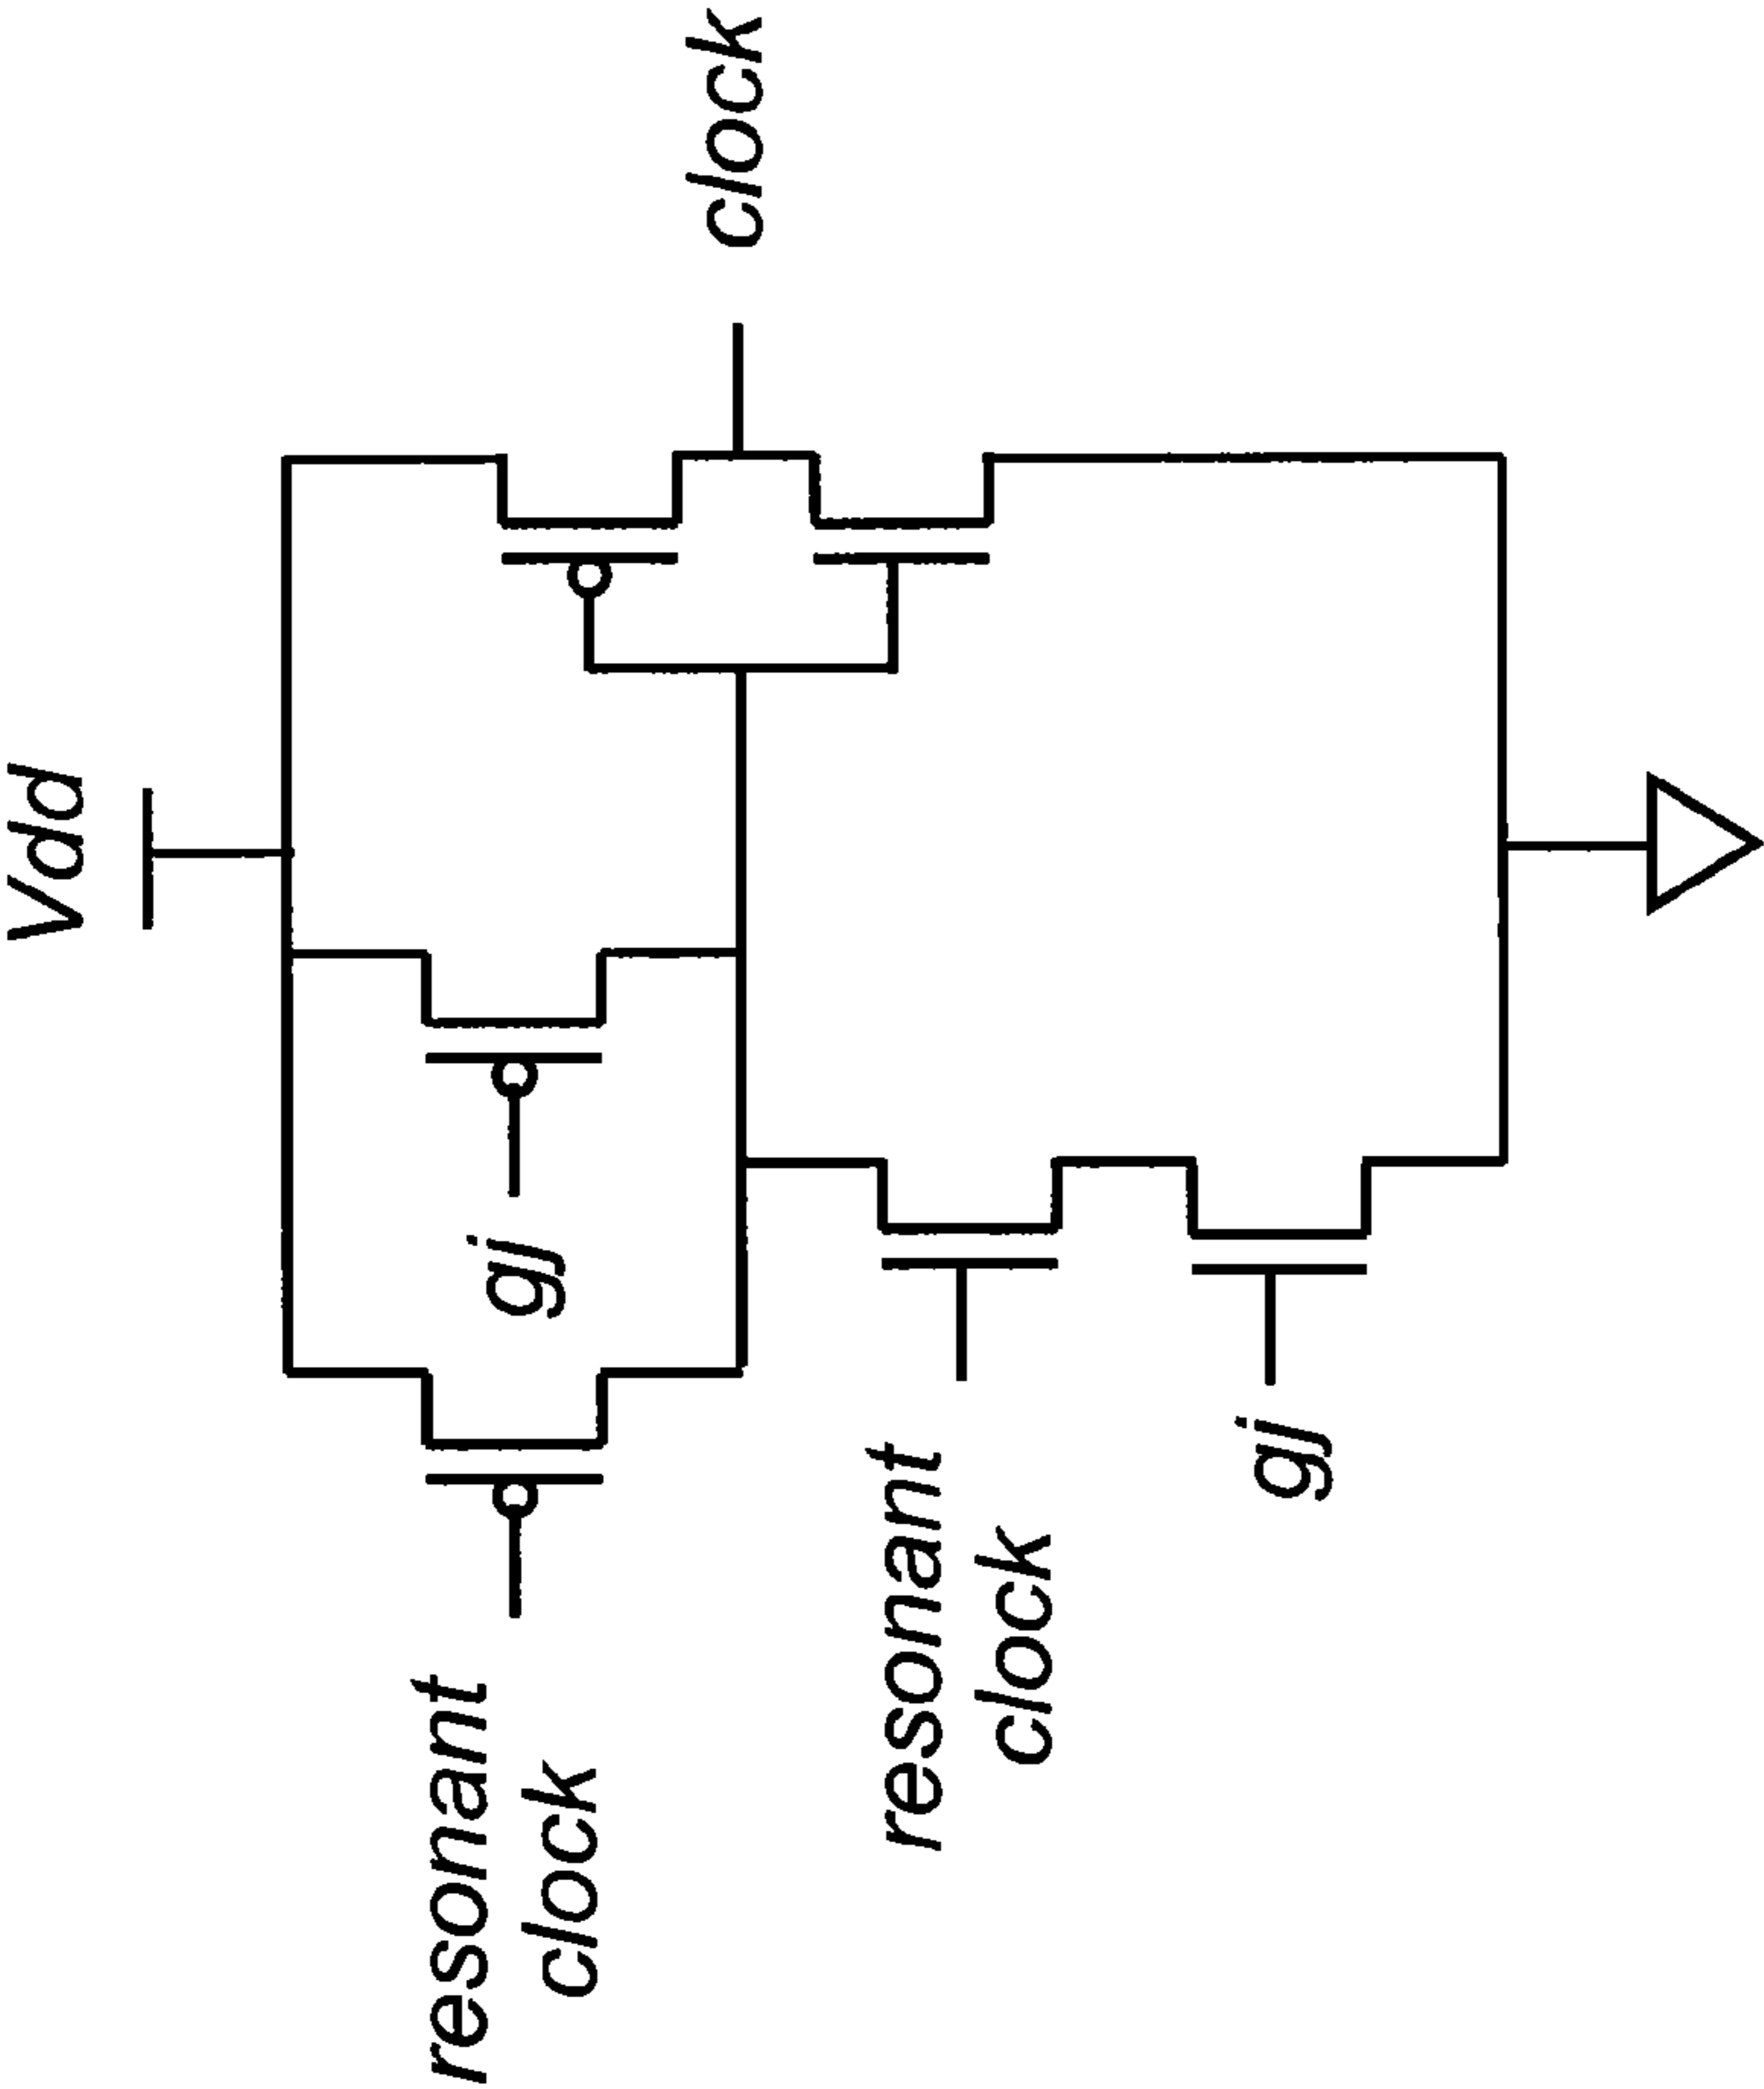 Vdd
resonant
clock
gj
clock
resonant
clock
gj